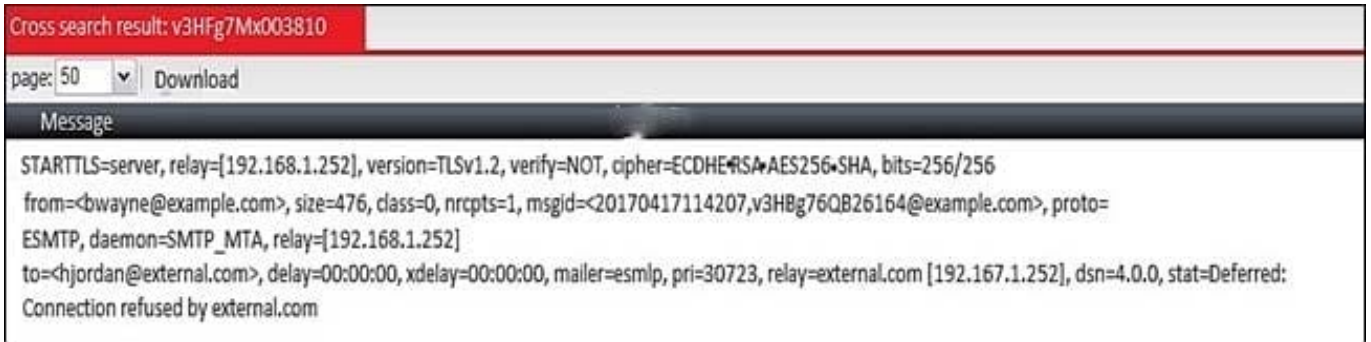 Cross search result: v3HFg7Mx003810
page: 50 Download
Message
STARTTLS=server, relay=[192.168.1.252], version=TLSv1.2, verify=NOT, cipher=ECDHE•RSA•AES256•SHA, bits=256/256
from=<bwayne@example.com>, size=476, class=0, nrcpts=1, msgid=<20170417114207,v3HBg76QB26164@example.com>, proto=
ESMTP, daemon=SMTP_MTA, relay=[192.168.1.252]
to=<hjordan@external.com>, delay=00:00:00, xdelay=00:00:00, mailer=esmlp, pri=30723, relay=external.com [192.167.1.252], dsn=4.0.0, stat=Deferred:
Connection refused by external.com